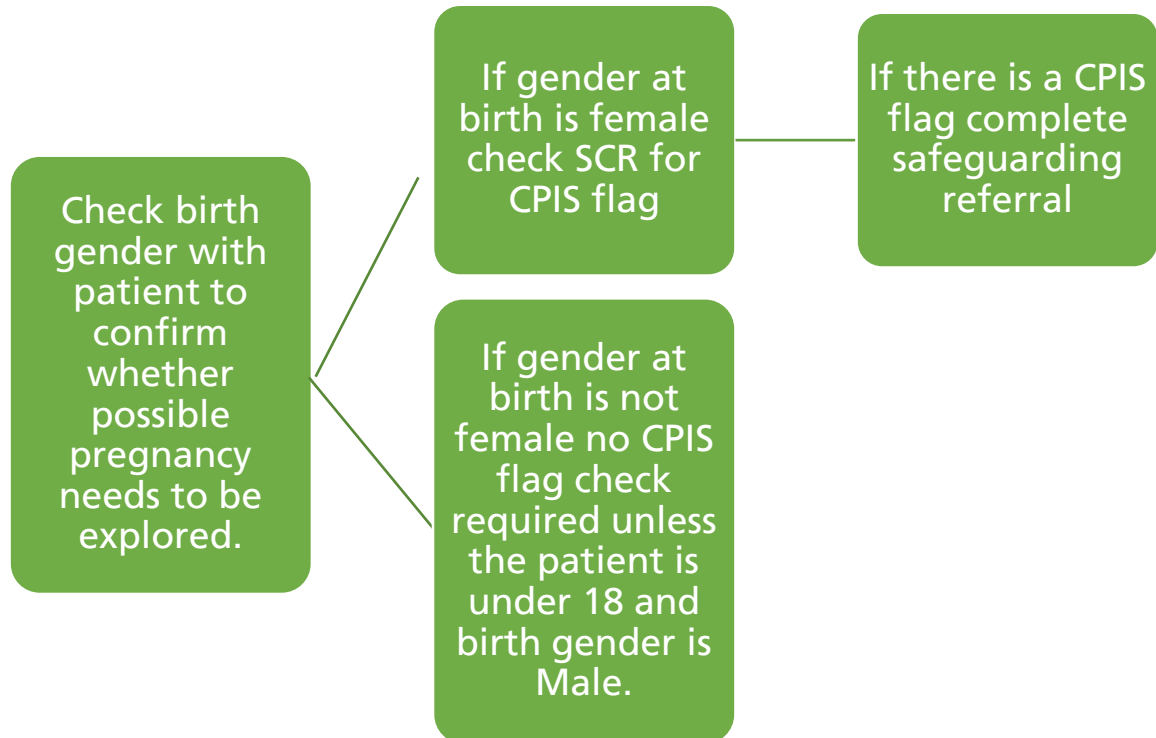 Check birth
gender with
patient to
confirm
whether
possible
pregnancy
needs to be
explored.
If gender at
birth is female
check SCR for
CPIS flag
If there is a CPIS
flag complete
safeguarding
referral
If gender at
birth is not
female no CPIS
flag check
required unless
the patient is
under 18 and
birth gender is
Male.